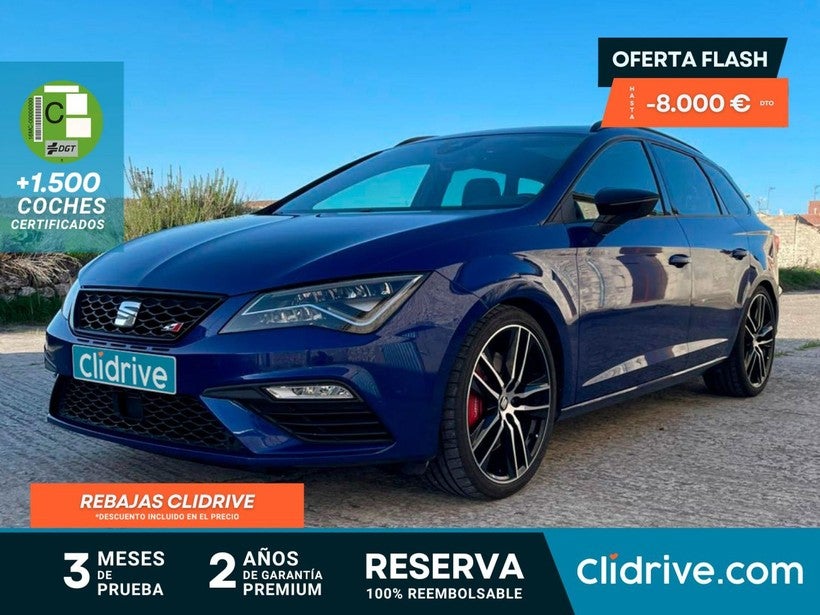 OFERTA FLASH
HASTA
-8.000 € DTO
C
DGT
+1.500
COCHES
CERTIFICADOS
Clidrive
REBAJAS CLIDRIVE
*DESCUENTO INCLUIDO EN EL PRECIO
3 MESES
DE
PRUEBA
2 AÑOS
DE GARANTÍA
PREMIUM
RESERVA
100% REEMBOLSABLE
Clidrive.com